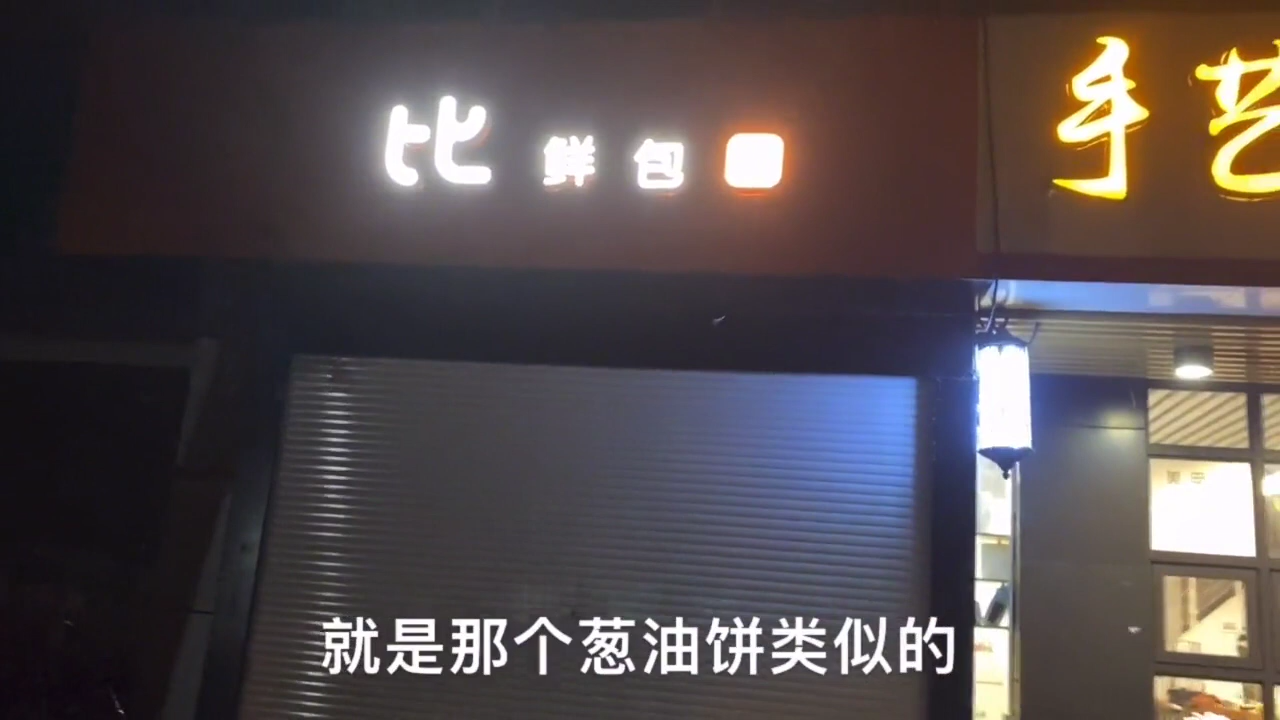 比 鲜 包
手艺
就是那个葱油饼类似的